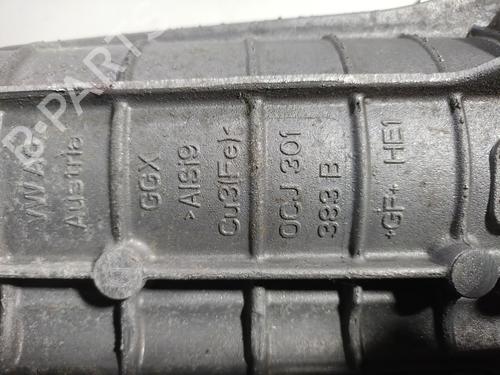 VW AG
Austria
GGX
>AlSi9
Cu3(Fe)<
0CJ 301
383 B
+GF+ HE1
B-PARTS